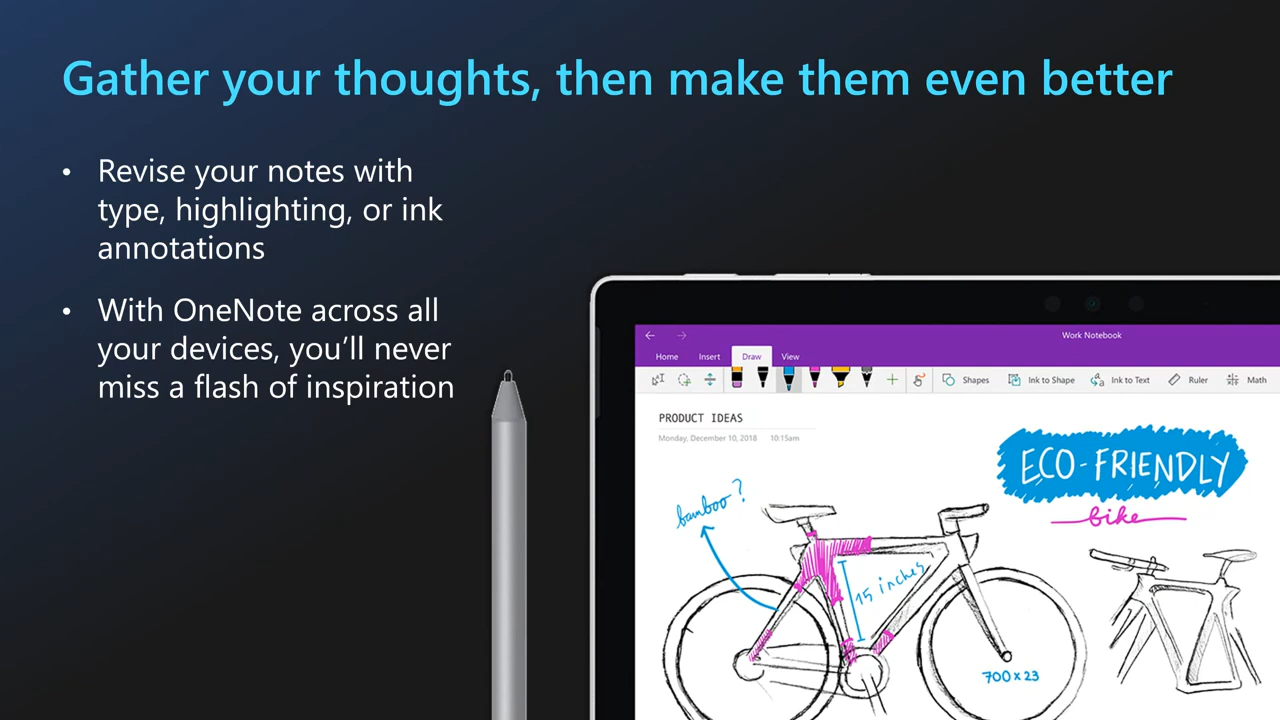 Gather your thoughts, then make them even better
• Revise your notes with
type, highlighting, or ink
annotations
• With OneNote across all
your devices, you’ll never
miss a flash of inspiration
Work Notebook
Home Insert Draw View
Shapes Ink to Shape Ink to Text Ruler Math
PRODUCT IDEAS
Monday, December 10, 2018 10:15am
ECO-FRIENDLY
bike
bamboo?
15 inches
700x23